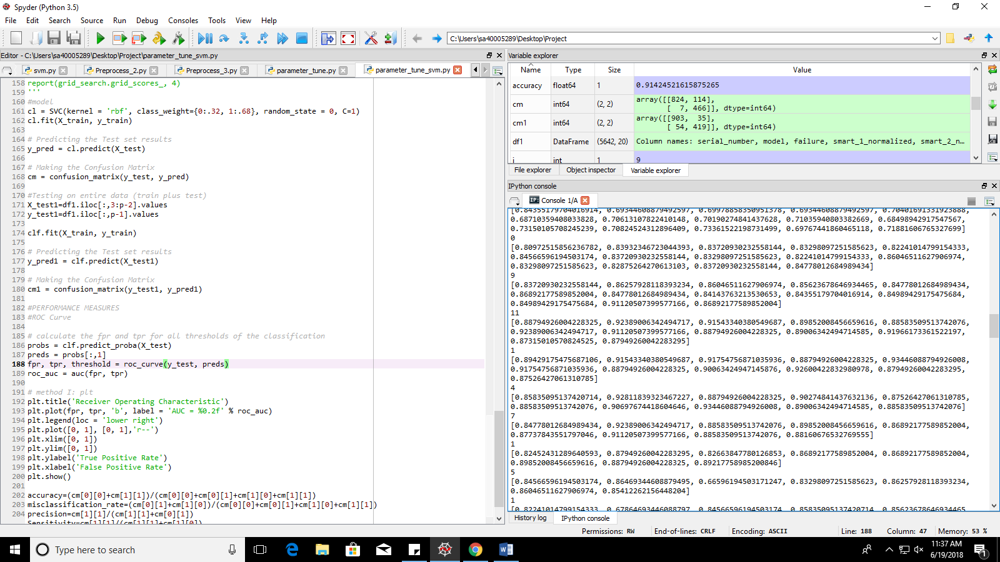 Spyder (Python 3.5)
File Edit Search Source Run Debug Consoles Tools View Help
C:\Users\sa40005289\Desktop\Project
Editor - C:\Users\sa40005289\Desktop\Project\parameter_tune_svm.py
svm.py Preprocess_2.py Preprocess_3.py parameter_tune.py parameter_tune_svm.py
158 report(grid_search.grid_scores_, 4)
159 '''
160 #model
161 cl = SVC(kernel = 'rbf', class_weight={0:.32, 1:.68}, random_state = 0, C=1)
162 cl.fit(X_train, y_train)
163
164 # Predicting the Test set results
165 y_pred = cl.predict(X_test)
166
167 # Making the Confusion Matrix
168 cm = confusion_matrix(y_test, y_pred)
169
170 #Testing on entire data (train plus test)
171 X_test1=df1.iloc[:,3:p-2].values
172 y_test1=df1.iloc[:,p-1].values
173
174 clf.fit(X_train, y_train)
175
176 # Predicting the Test set results
177 y_pred1 = clf.predict(X_test1)
178
179 # Making the Confusion Matrix
180 cm1 = confusion_matrix(y_test1, y_pred1)
181
182 #PERFORMANCE MEASURES
183 #ROC Curve
184
185 # calculate the fpr and tpr for all thresholds of the classification
186 probs = clf.predict_proba(X_test)
187 preds = probs[:,1]
188 fpr, tpr, threshold = roc_curve(y_test, preds)
189 roc_auc = auc(fpr, tpr)
190
191 # method I: plt
192 plt.title('Receiver Operating Characteristic')
193 plt.plot(fpr, tpr, 'b', label = 'AUC = %0.2f' % roc_auc)
194 plt.legend(loc = 'lower right')
195 plt.plot([0, 1], [0, 1],'r--')
196 plt.xlim([0, 1])
197 plt.ylim([0, 1])
198 plt.ylabel('True Positive Rate')
199 plt.xlabel('False Positive Rate')
200 plt.show()
201
202 accuracy=(cm[0][0]+cm[1][1])/(cm[0][0]+cm[0][1]+cm[1][0]+cm[1][1])
203 misclassification_rate=(cm[0][1]+cm[1][0])/(cm[0][0]+cm[0][1]+cm[1][0]+cm[1][1])
204 precision=cm[1][1]/(cm[1][1]+cm[0][1])
Sensitivity=cm[1][1]/(cm[1][1]+cm[1][0])
Variable explorer
Name Type Size Value
accuracy float64 1 0.91424521615875265
cm int64 (2, 2) array([[824, 114],
[ 7, 466]], dtype=int64)
cm1 int64 (2, 2) array([[903, 35],
[ 54, 419]], dtype=int64)
df1 DataFrame (5642, 20) Column names: serial_number, model, failure, smart_1_normalized, smart_2_n…
i int 1 9
File explorer Object inspector Variable explorer
IPython console
IP: Console 1/A
[0.84355179704016914, 0.69344608879492597, 0.69978858350951378, 0.69344608879492597, 0.70401691331923888,
0.68710359408033828, 0.70613107822410148, 0.70190274841437628, 0.71035940803382669, 0.68498942917547567,
0.73150105708245239, 0.70824524312896409, 0.73361522198731499, 0.69767441860465118, 0.71881606765327699]
0
[0.80972515856236782, 0.83932346723044393, 0.83720930232558144, 0.83298097251585623, 0.82241014799154333,
0.84566596194503174, 0.83720930232558144, 0.83298097251585623, 0.82241014799154333, 0.86046511627906974,
0.83298097251585623, 0.82875264270613103, 0.83720930232558144, 0.84778012684989434]
9
[0.83720930232558144, 0.86257928118393234, 0.86046511627906974, 0.85623678646934465, 0.84778012684989434,
0.86892177589852004, 0.84778012684989434, 0.84143763213530653, 0.84355179704016914, 0.84989429175475684,
0.84989429175475684, 0.91120507399577166, 0.86892177589852004]
11
[0.88794926004228325, 0.92389006342494717, 0.91543340380549687, 0.89852008456659616, 0.88583509513742076,
0.92389006342494717, 0.91120507399577166, 0.88794926004228325, 0.89006342494714585, 0.91966173361522197,
0.87315010570824525, 0.87949260042283295]
1
[0.89429175475687106, 0.91543340380549687, 0.91754756871035936, 0.88794926004228325, 0.93446088794926008,
0.91754756871035936, 0.88794926004228325, 0.90063424947145876, 0.92600422832980978, 0.87949260042283295,
0.87526427061310785]
4
[0.85835095137420714, 0.92811839323467227, 0.88794926004228325, 0.90274841437632136, 0.87526427061310785,
0.88583509513742076, 0.90697674418604646, 0.93446088794926008, 0.89006342494714585, 0.88583509513742076]
7
[0.84778012684989434, 0.92389006342494717, 0.88583509513742076, 0.89852008456659616, 0.86892177589852004,
0.87737843551797046, 0.91120507399577166, 0.88583509513742076, 0.88160676532769555]
1
[0.82452431289640593, 0.87949260042283295, 0.82663847780126853, 0.86892177589852004, 0.86892177589852004,
0.89852008456659616, 0.88794926004228325, 0.89217758985200846]
5
[0.84566596194503174, 0.86469344608879495, 0.66596194503171247, 0.83298097251585623, 0.86257928118393234,
0.86046511627906974, 0.85412262156448204]
1
[0.82241014799154333, 0.67864693446088797, 0.84566596194503174, 0.85835095137420714, 0.85623678646934465,
History log IPython console
Permissions: RW End-of-lines: CRLF Encoding: ASCII Line: 188 Column: 47 Memory: 53 %
Type here to search
11:37 AM
6/19/2018
1